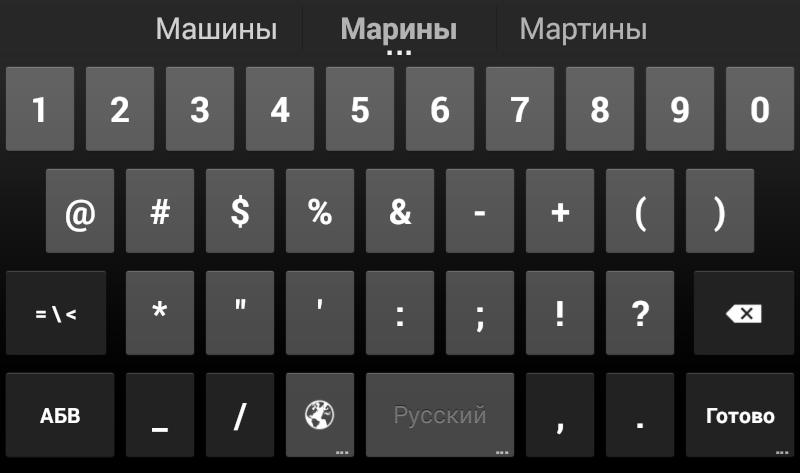 Машины Марины Мартины
1 2 3 4 5 6 7 8 9 0
@ # $ % & - + ( )
=\< * " ' : ; ! ?
АБВ _ / Русский , . Готово